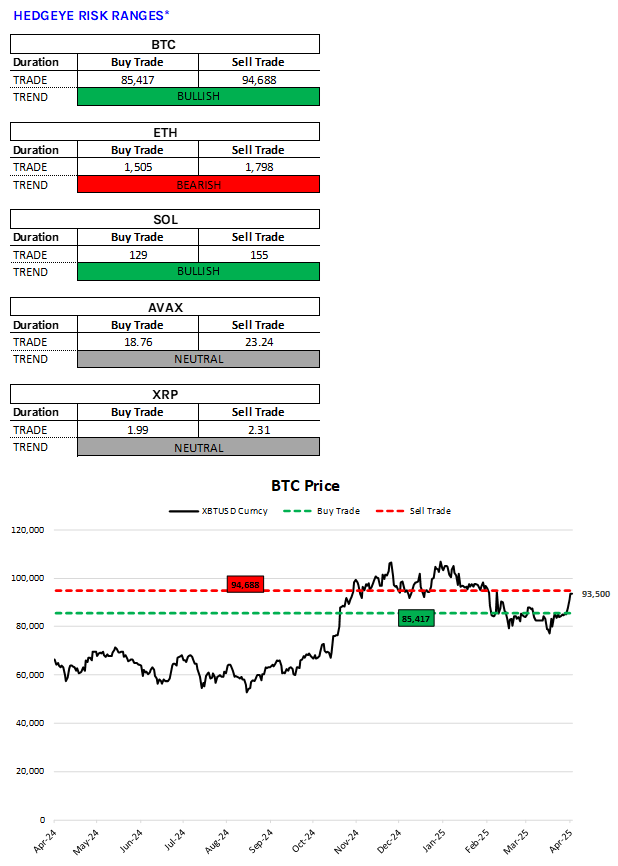 HEDGEYE RISK RANGES*
BTC
Duration Buy Trade Sell Trade
TRADE 85,417 94,688
TREND BULLISH
ETH
Duration Buy Trade Sell Trade
TRADE 1,505 1,798
TREND BEARISH
SOL
Duration Buy Trade Sell Trade
TRADE 129 155
TREND BULLISH
AVAX
Duration Buy Trade Sell Trade
TRADE 18.76 23.24
TREND NEUTRAL
XRP
Duration Buy Trade Sell Trade
TRADE 1.99 2.31
TREND NEUTRAL
BTC Price
XBTUSD Curncy Buy Trade Sell Trade
120,000
100,000
94,688
93,500
85,417
80,000
60,000
40,000
20,000
0
Apr-24 May-24 Jun-24 Jul-24 Aug-24 Sep-24 Oct-24 Nov-24 Dec-24 Jan-25 Feb-25 Mar-25 Apr-25